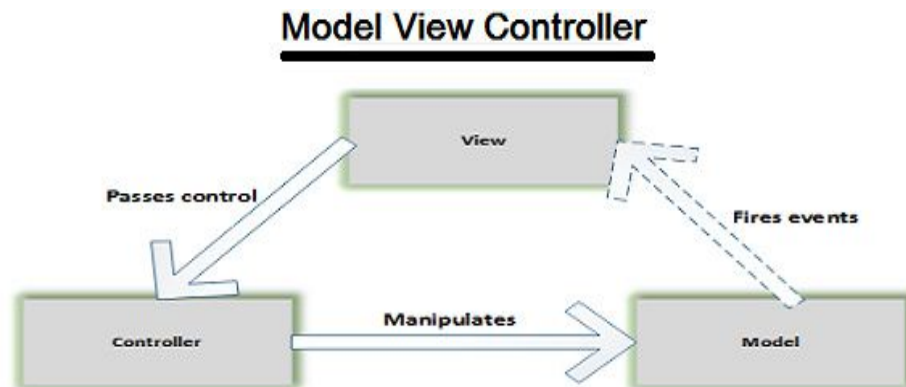 Model View Controller
View
Passes control
Fires events
Manipulates
Controller
Model